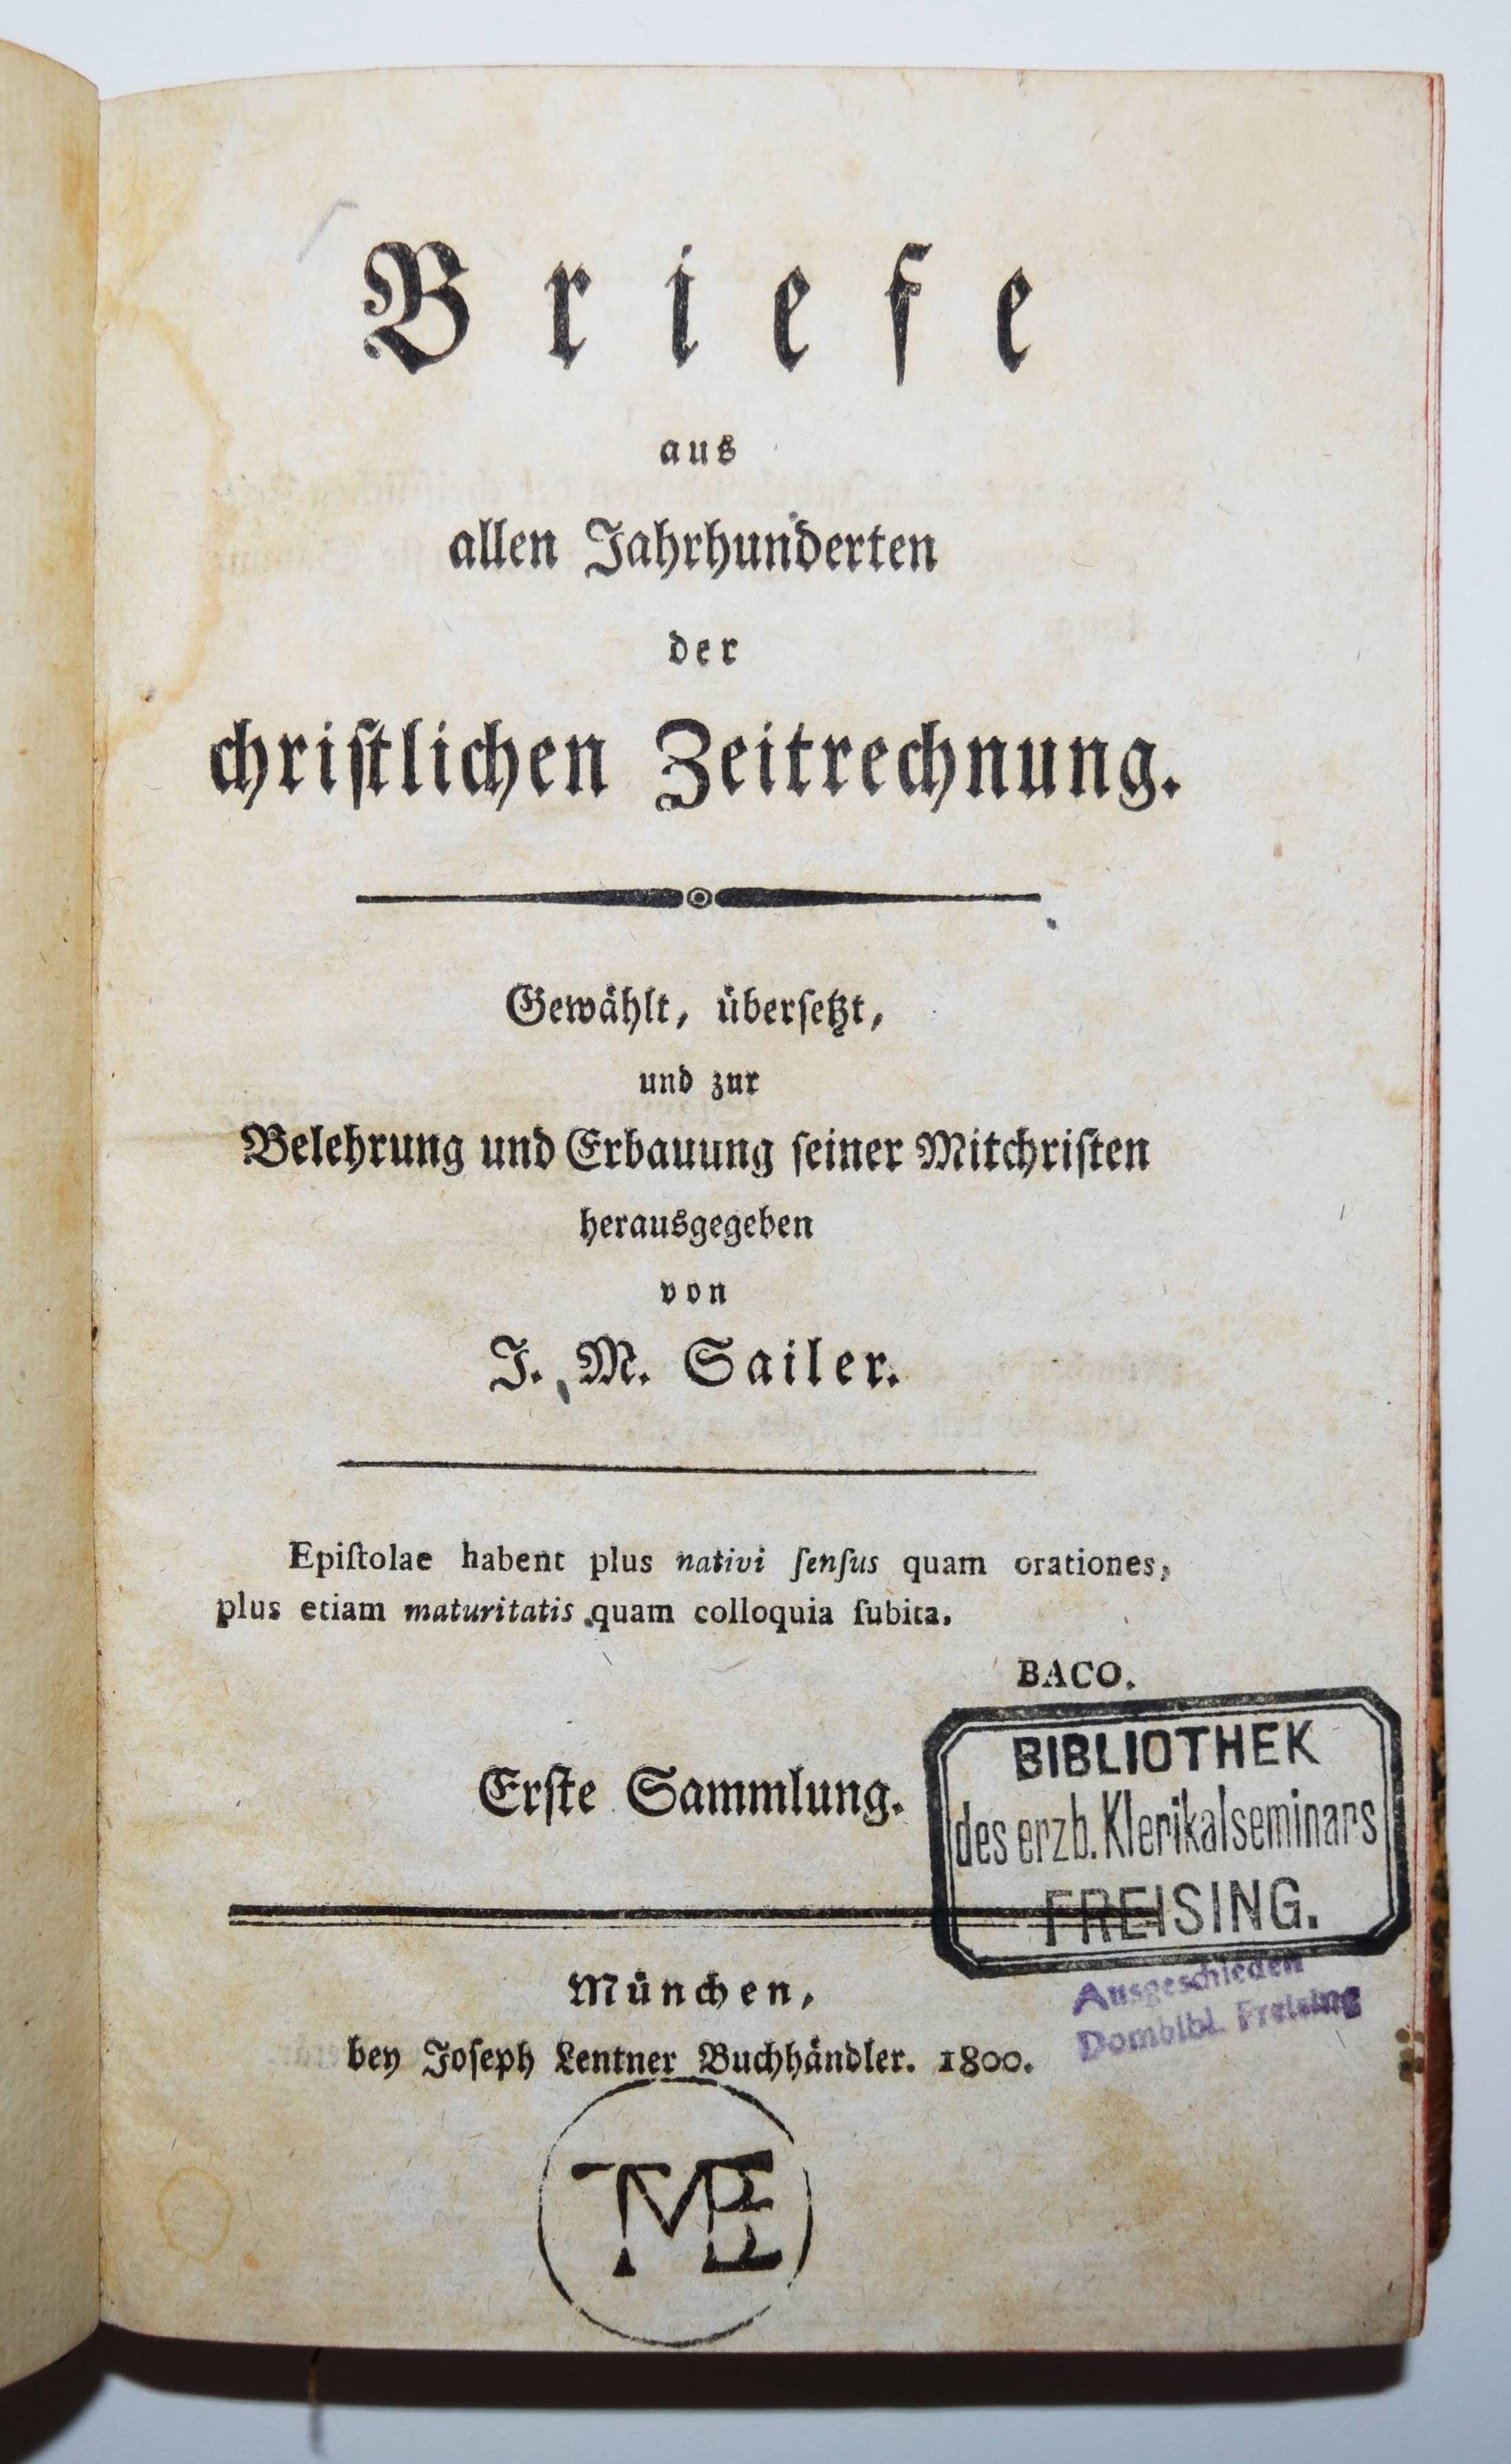 Briefe
aus
allen Jahrhunderten
der
christlichen Zeitrechnung.
Gewählt, übersetzt,
und zur
Belehrung und Erbauung seiner Mitchristen
herausgegeben
von
J. M. Sailer.
Epiſtolae habent plus nativi ſenſus quam orationes,
plus etiam maturitatis quam colloquia ſubita.
BACO.
Erste Sammlung.
BIBLIOTHEK
des erzb. Klerikalseminars
FREISING.
München,
bey Joseph Lentner Buchhändler. 1800.
Ausgeschieden
Dombibl. Freising